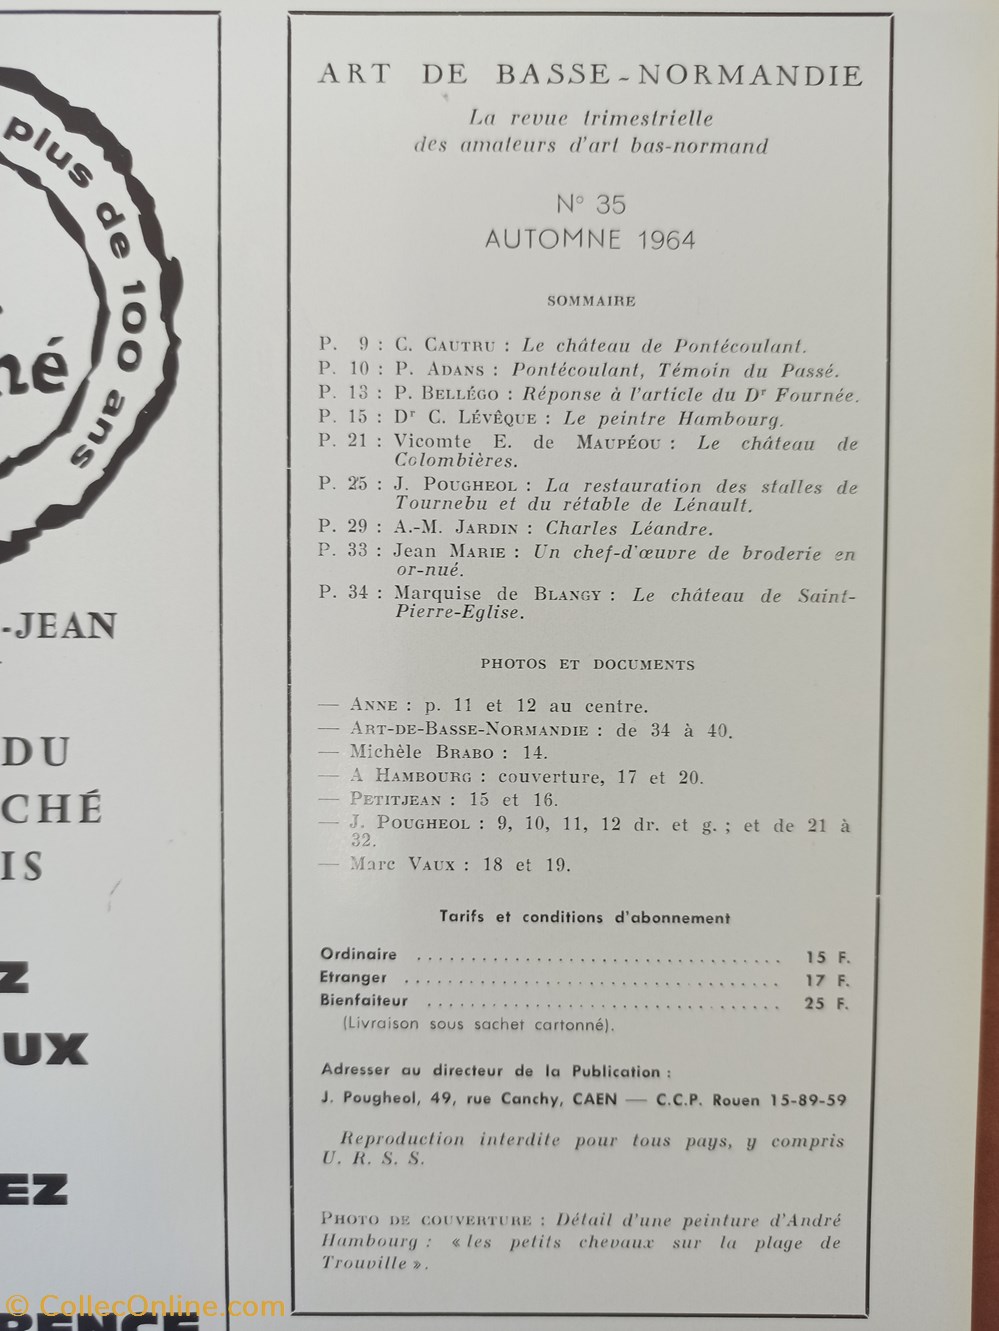 plus de 100 ans
né
-JEAN
DU
CHÉ
IS
Z
UX
EZ
RENCE
ART DE BASSE-NORMANDIE
La revue trimestrielle
des amateurs d'art bas-normand
N° 35
AUTOMNE 1964
SOMMAIRE
P. 9 : C. CAUTRU : Le château de Pontécoulant.
P. 10 : P. ADANS : Pontécoulant, Témoin du Passé.
P. 13 : P. BELLÉGO : Réponse à l'article du Dr Fournée.
P. 15 : Dr C. LÉVÊQUE : Le peintre Hambourg.
P. 21 : Vicomte E. de MAUPÉOU : Le château de
Colombières.
P. 25 : J. POUGHEOL : La restauration des stalles de
Tournebu et du rétable de Lénault.
P. 29 : A.-M. JARDIN : Charles Léandre.
P. 33 : Jean MARIE : Un chef-d'œuvre de broderie en
or-nué.
P. 34 : Marquise de BLANGY : Le château de Saint-
Pierre-Eglise.
PHOTOS ET DOCUMENTS
— ANNE : p. 11 et 12 au centre.
— ART-DE-BASSE-NORMANDIE : de 34 à 40.
— Michèle BRABO : 14.
— A HAMBOURG : couverture, 17 et 20.
— PETITJEAN : 15 et 16.
— J. POUGHEOL : 9, 10, 11, 12 dr. et g. ; et de 21 à
32.
— Marc VAUX : 18 et 19.
Tarifs et conditions d'abonnement
Ordinaire ................................. 15 F.
Etranger .................................. 17 F.
Bienfaiteur ................................ 25 F.
(Livraison sous sachet cartonné).
Adresser au directeur de la Publication :
J. Pougheol, 49, rue Canchy, CAEN — C.C.P. Rouen 15-89-59
Reproduction interdite pour tous pays, y compris
U. R. S. S.
PHOTO DE COUVERTURE : Détail d'une peinture d'André
Hambourg : « les petits chevaux sur la plage de
Trouville ».
© CollecOnline.com